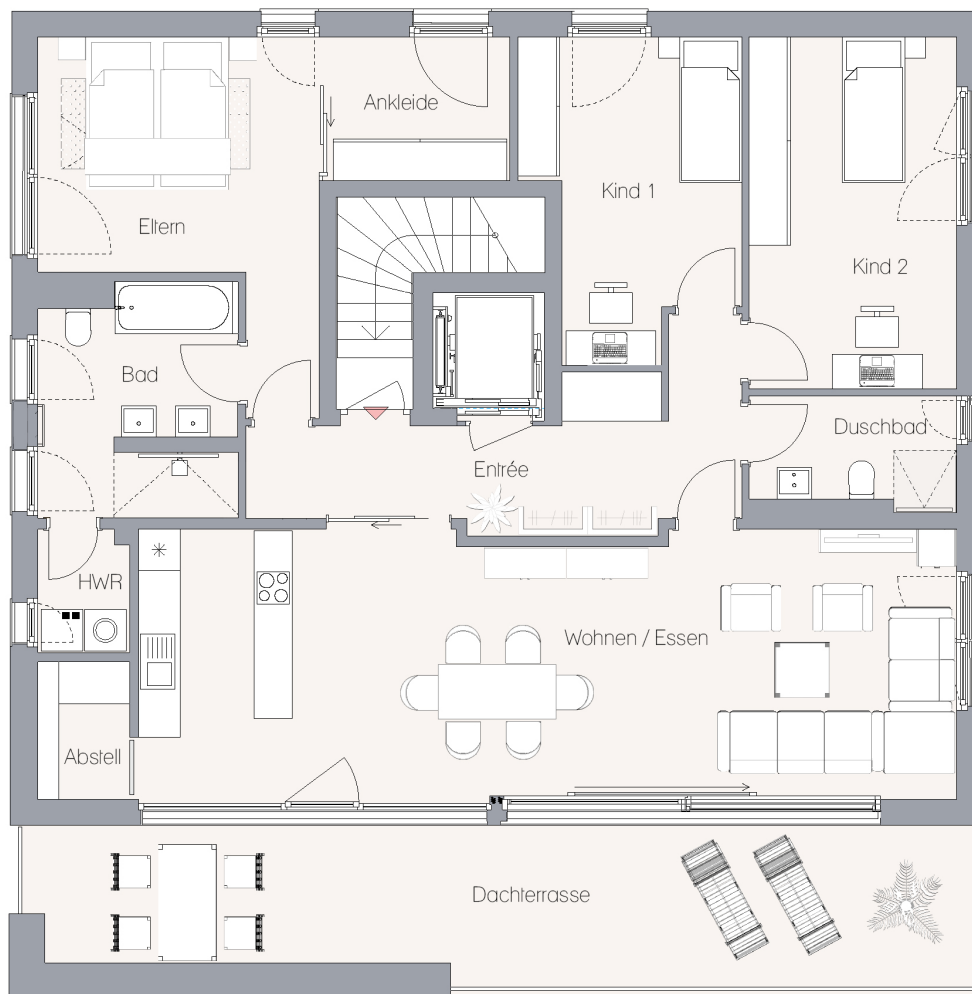 Ankleide
Kind 1
Eltern
Kind 2
Bad
Duschbad
Entrée
HWR
Wohnen / Essen
Abstell
Dachterrasse